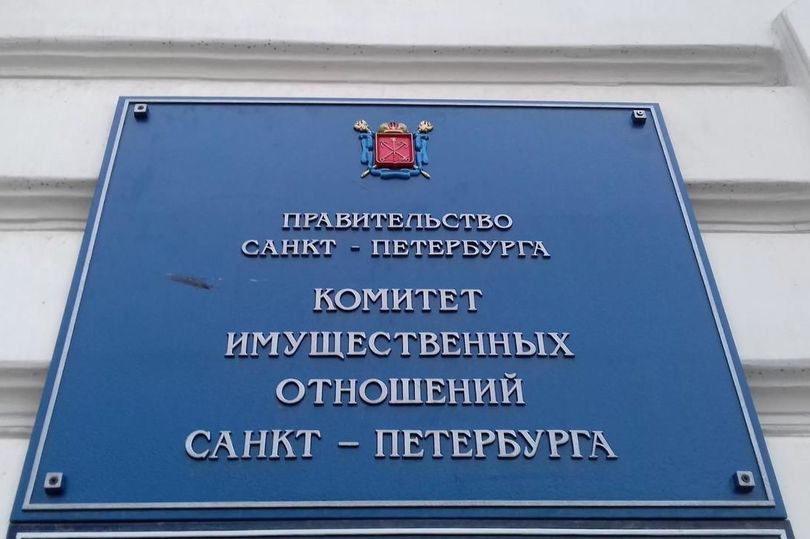 ПРАВИТЕЛЬСТВО
САНКТ - ПЕТЕРБУРГА
КОМИТЕТ
ИМУЩЕСТВЕННЫХ
ОТНОШЕНИЙ
САНКТ – ПЕТЕРБУРГА